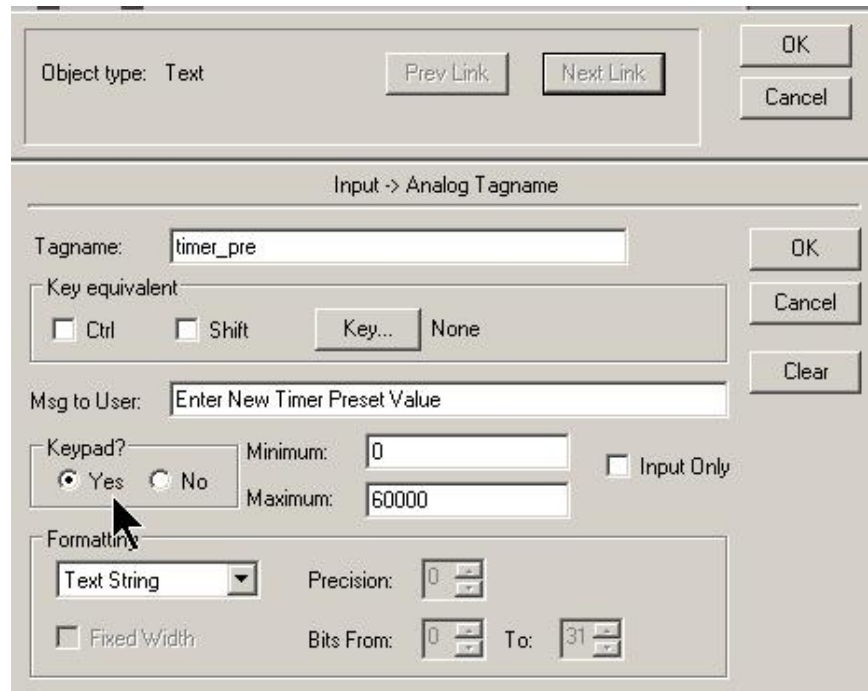 Object type: Text Prev Link Next Link OK
Cancel
Input -> Analog Tagname
Tagname: timer_pre OK
Key equivalent
Ctrl Shift Key... None Cancel
Clear
Msg to User: Enter New Timer Preset Value
Keypad?
Yes No
Minimum: 0
Maximum: 60000
Input Only
Formatting
Text String Precision: 0
Fixed Width Bits From: 0 To: 31